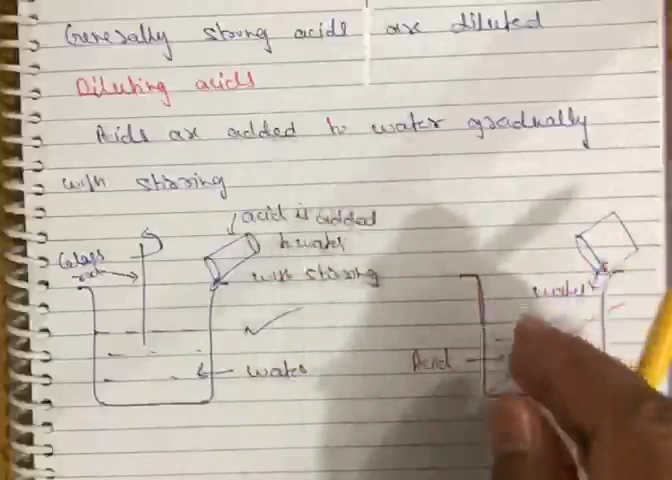 Generally strong acids are diluted
Diluting acids
Acids are added to water gradually
with stirring
acid is added
to water
with stirring
Glass
rod
water
water
Acid